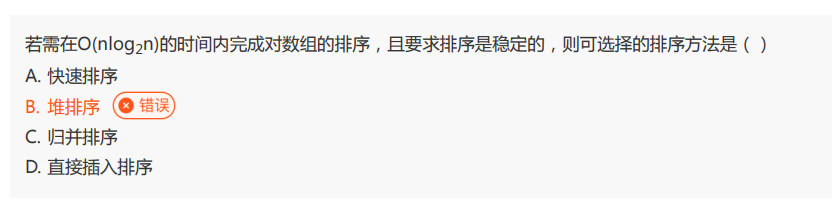 若需在O(nlog₂n)的时间内完成对数组的排序，且要求排序是稳定的，则可选择的排序方法是（ ）
A. 快速排序
B. 堆排序 错误
C. 归并排序
D. 直接插入排序